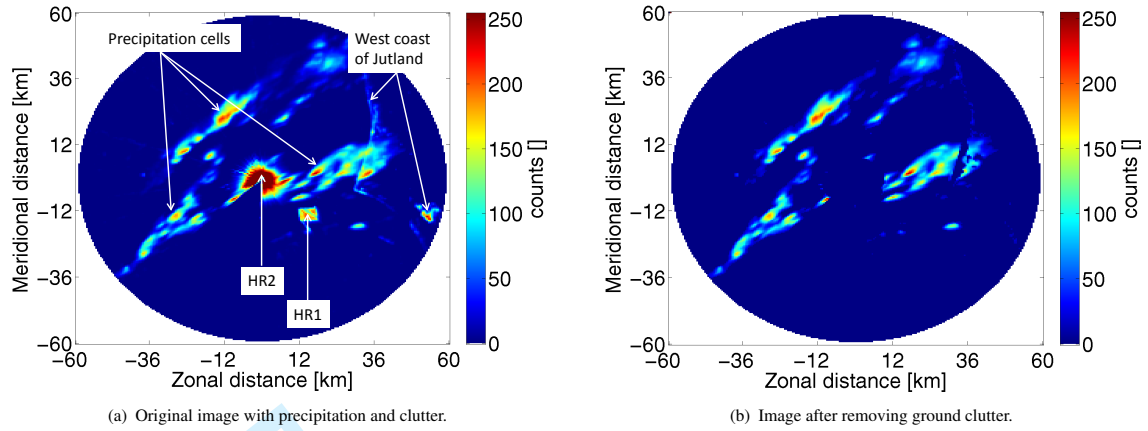 Precipitation cells
West coast
of Jutland
HR2
HR1
60
36
12
−12
−36
−60
−60
−36
−12
12
36
60
Meridional distance [km]
Zonal distance [km]
250
200
150
100
50
0
counts []
(a) Original image with precipitation and clutter.
60
36
12
−12
−36
−60
−60
−36
−12
12
36
60
Meridional distance [km]
Zonal distance [km]
250
200
150
100
50
0
counts []
(b) Image after removing ground clutter.